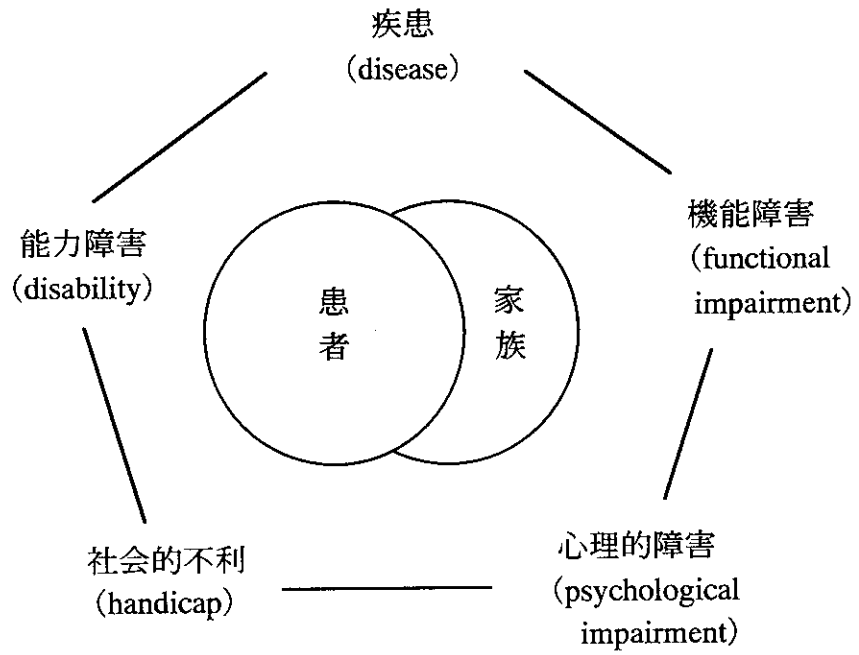 疾患
(disease)
能力障害
(disability)
機能障害
(functional
impairment)
患者
家族
社会的不利
(handicap)
心理的障害
(psychological
impairment)